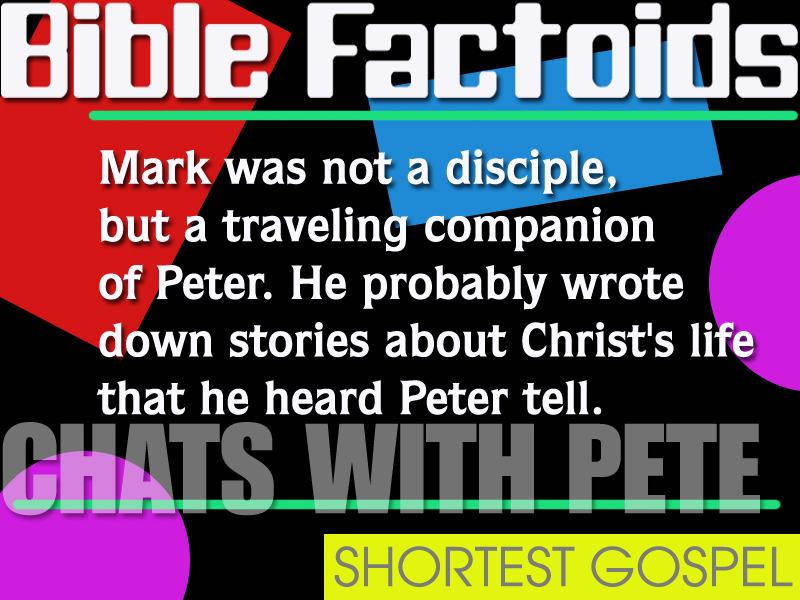 Bible Factoids
Mark was not a disciple,
but a traveling companion
of Peter. He probably wrote
down stories about Christ's life
that he heard Peter tell.
CHATS WITH PETE
SHORTEST GOSPEL